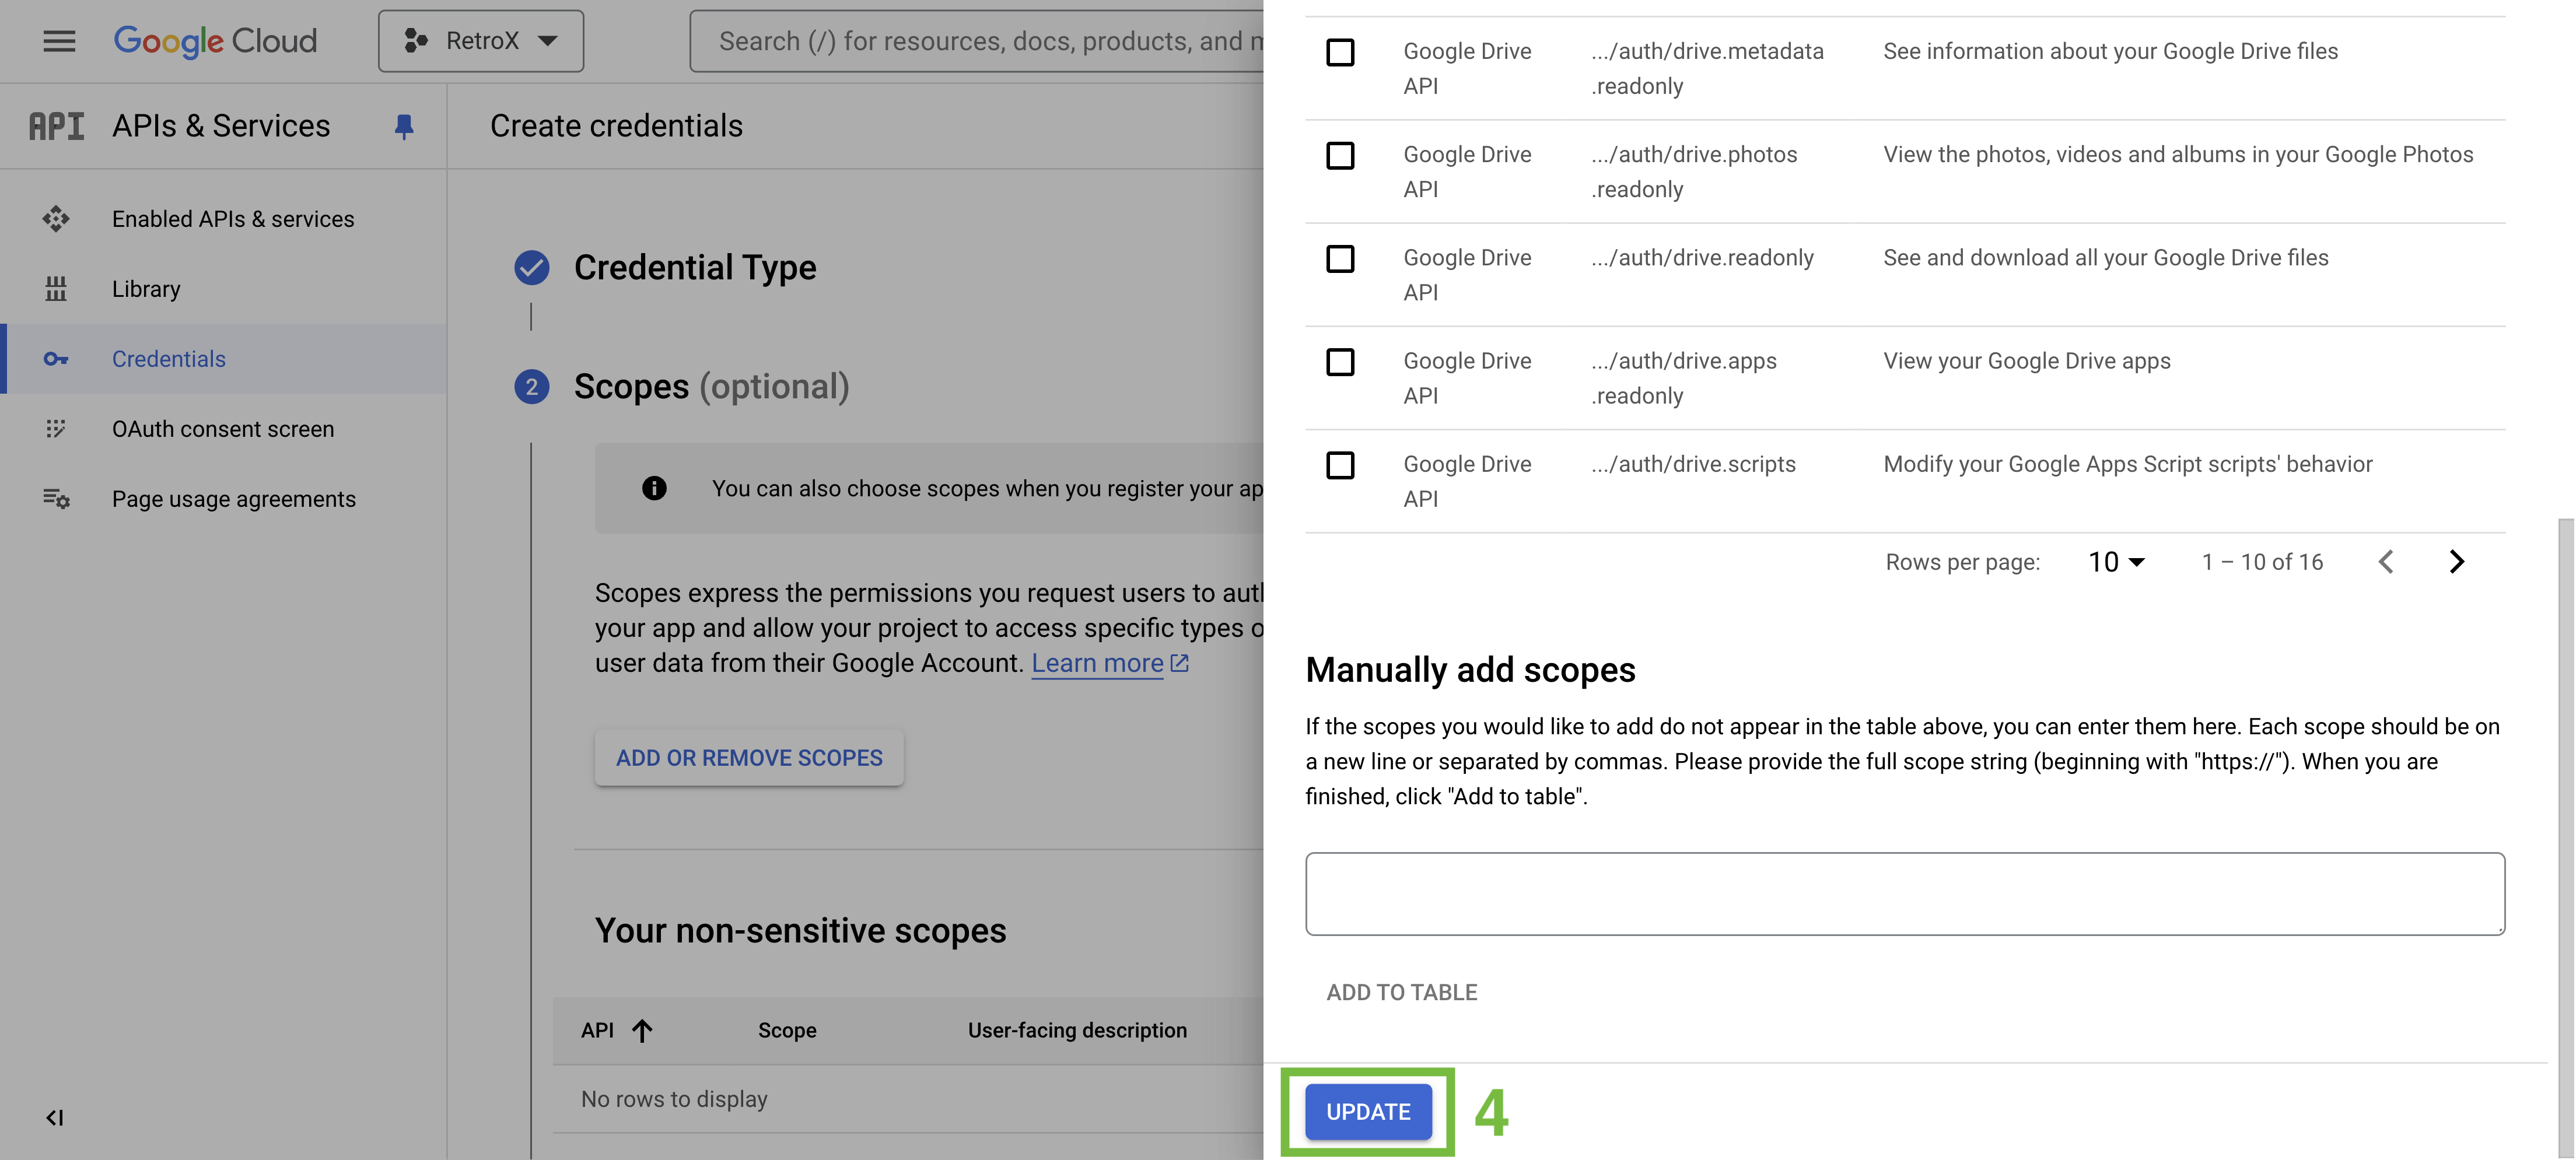 Google Cloud
RetroX
Search (/) for resources, docs, products, and m
API APIs & Services
Create credentials
Enabled APIs & services
Library
Credentials
OAuth consent screen
Page usage agreements
Credential Type
2 Scopes (optional)
You can also choose scopes when you register your ap
Scopes express the permissions you request users to aut
your app and allow your project to access specific types o
user data from their Google Account. Learn more
ADD OR REMOVE SCOPES
Your non-sensitive scopes
API Scope User-facing description
No rows to display
Google Drive API .../auth/drive.metadata.readonly See information about your Google Drive files
Google Drive API .../auth/drive.photos.readonly View the photos, videos and albums in your Google Photos
Google Drive API .../auth/drive.readonly See and download all your Google Drive files
Google Drive API .../auth/drive.apps.readonly View your Google Drive apps
Google Drive API .../auth/drive.scripts Modify your Google Apps Script scripts' behavior
Rows per page: 10 1 – 10 of 16
Manually add scopes
If the scopes you would like to add do not appear in the table above, you can enter them here. Each scope should be on
a new line or separated by commas. Please provide the full scope string (beginning with "https://"). When you are
finished, click "Add to table".
ADD TO TABLE
UPDATE 4